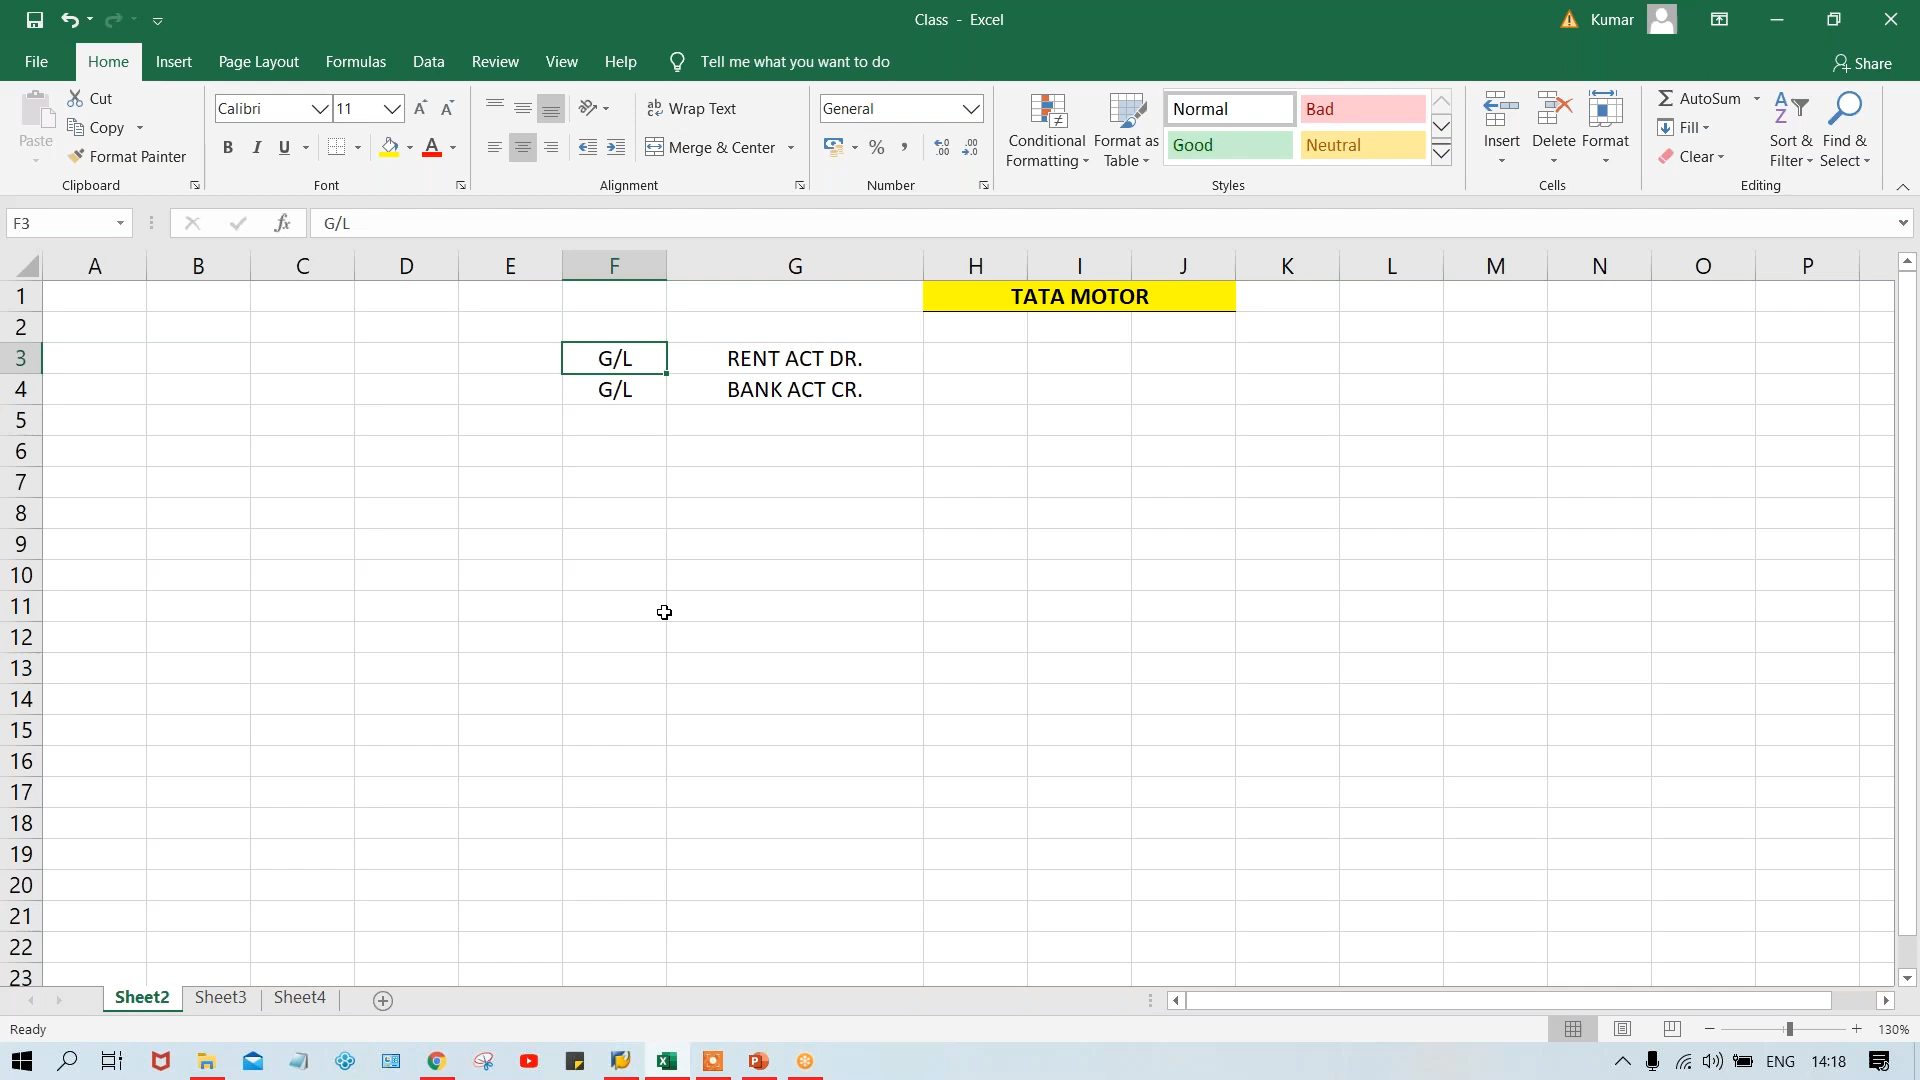 Class - Excel
Kumar
File Home Insert Page Layout Formulas Data Review View Help Tell me what you want to do Share
Paste
Cut
Copy
Format Painter
Clipboard
Calibri 11
B I U
Font
Wrap Text
Merge & Center
Alignment
General
Number
Conditional Formatting
Format as Table
Normal Bad
Good Neutral
Styles
Insert Delete Format
Cells
AutoSum
Fill
Clear
Sort & Filter
Find & Select
Editing
F3 fx G/L
A B C D E F G H I J K L M N O P
1 TATA MOTOR
2
3 G/L RENT ACT DR.
4 G/L BANK ACT CR.
5
6
7
8
9
10
11
12
13
14
15
16
17
18
19
20
21
22
23
Sheet2 Sheet3 Sheet4
Ready 130%
ENG 14:18